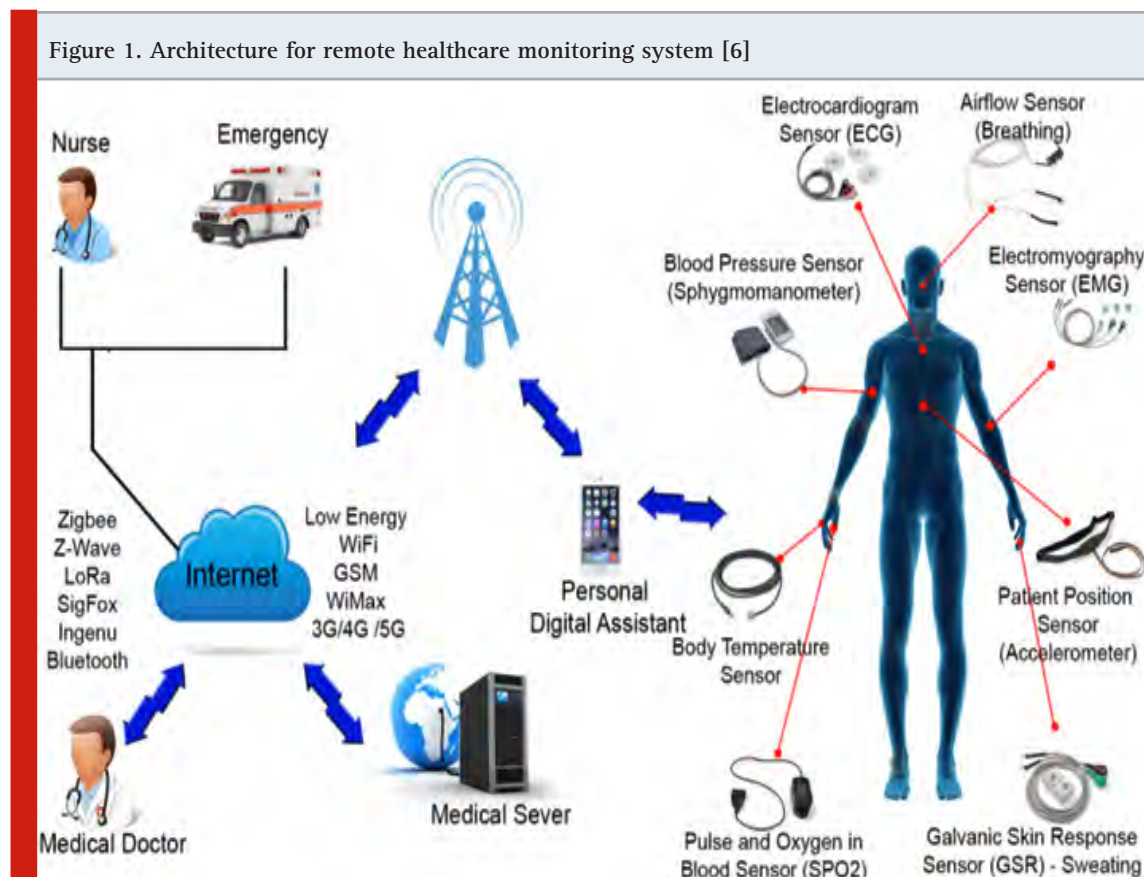 Figure 1. Architecture for remote healthcare monitoring system [6]
Nurse
Emergency
Zigbee
Z-Wave
LoRa
SigFox
Ingenu
Bluetooth
Internet
Low Energy
WiFi
GSM
WiMax
3G/4G /5G
Medical Doctor
Medical Sever
Personal
Digital Assistant
Electrocardiogram
Sensor (ECG)
Airflow Sensor
(Breathing)
Blood Pressure Sensor
(Sphygmomanometer)
Electromyography
Sensor (EMG)
Body Temperature
Sensor
Patient Position
Sensor
(Accelerometer)
Pulse and Oxygen in
Blood Sensor (SPO2)
Galvanic Skin Response
Sensor (GSR) - Sweating